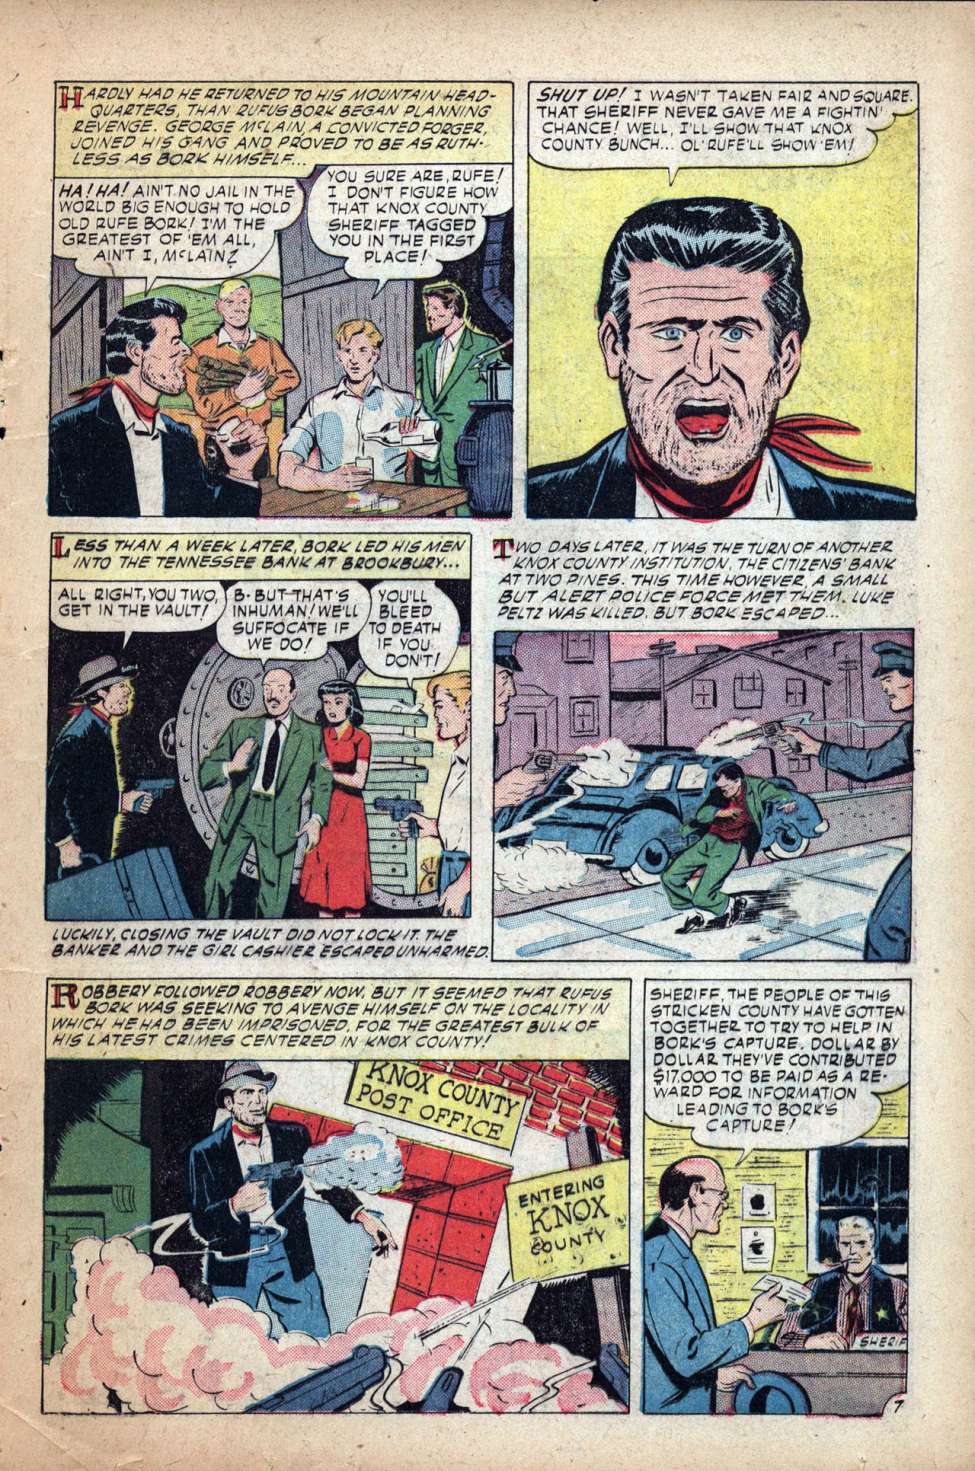 HARDLY HAD HE RETURNED TO HIS MOUNTAIN HEAD-
QUARTERS, THAN RUFUS BORK BEGAN PLANNING
REVENGE. GEORGE McLAIN, A CONVICTED FORGER,
JOINED HIS GANG AND PROVED TO BE AS RUTH-
LESS AS BORK HIMSELF...
HA! HA! AIN'T NO JAIL IN THE
WORLD BIG ENOUGH TO HOLD
OLD RUFE BORK! I'M THE
GREATEST OF 'EM ALL,
AIN'T I, McLAIN?
YOU SURE ARE, RUFE!
I DON'T FIGURE HOW
THAT KNOX COUNTY
SHERIFF TAGGED
YOU IN THE FIRST
PLACE!
SHUT UP! I WASN'T TAKEN FAIR AND SQUARE.
THAT SHERIFF NEVER GAVE ME A FIGHTIN'
CHANCE! WELL, I'LL SHOW THAT KNOX
COUNTY BUNCH... OL' RUFE'LL SHOW 'EM!
LESS THAN A WEEK LATER, BORK LED HIS MEN
INTO THE TENNESSEE BANK AT BROOKBURY...
ALL RIGHT, YOU TWO,
GET IN THE VAULT!
B-BUT THAT'S
INHUMAN! WE'LL
SUFFOCATE IF
WE DO!
YOU'LL
BLEED
TO DEATH
IF YOU
DON'T!
LUCKILY, CLOSING THE VAULT DID NOT LOCK IT. THE
BANKER AND THE GIRL CASHIER ESCAPED UNHARMED.
TWO DAYS LATER, IT WAS THE TURN OF ANOTHER
KNOX COUNTY INSTITUTION, THE CITIZENS' BANK
AT TWO PINES. THIS TIME HOWEVER, A SMALL
BUT ALERT POLICE FORCE MET THEM. LUKE
PELTZ WAS KILLED, BUT BORK ESCAPED...
ROBBERY FOLLOWED ROBBERY NOW, BUT IT SEEMED THAT RUFUS
BORK WAS SEEKING TO AVENGE HIMSELF ON THE LOCALITY IN
WHICH HE HAD BEEN IMPRISONED, FOR THE GREATEST BULK OF
HIS LATEST CRIMES CENTERED IN KNOX COUNTY!
KNOX COUNTY
POST OFFICE
ENTERING
KNOX
COUNTY
SHERIFF, THE PEOPLE OF THIS
STRICKEN COUNTY HAVE GOTTEN
TOGETHER TO TRY TO HELP IN
BORK'S CAPTURE. DOLLAR BY
DOLLAR THEY'VE CONTRIBUTED
$17,000 TO BE PAID AS A RE-
WARD FOR INFORMATION
LEADING TO BORK'S
CAPTURE!
SHERIF
7